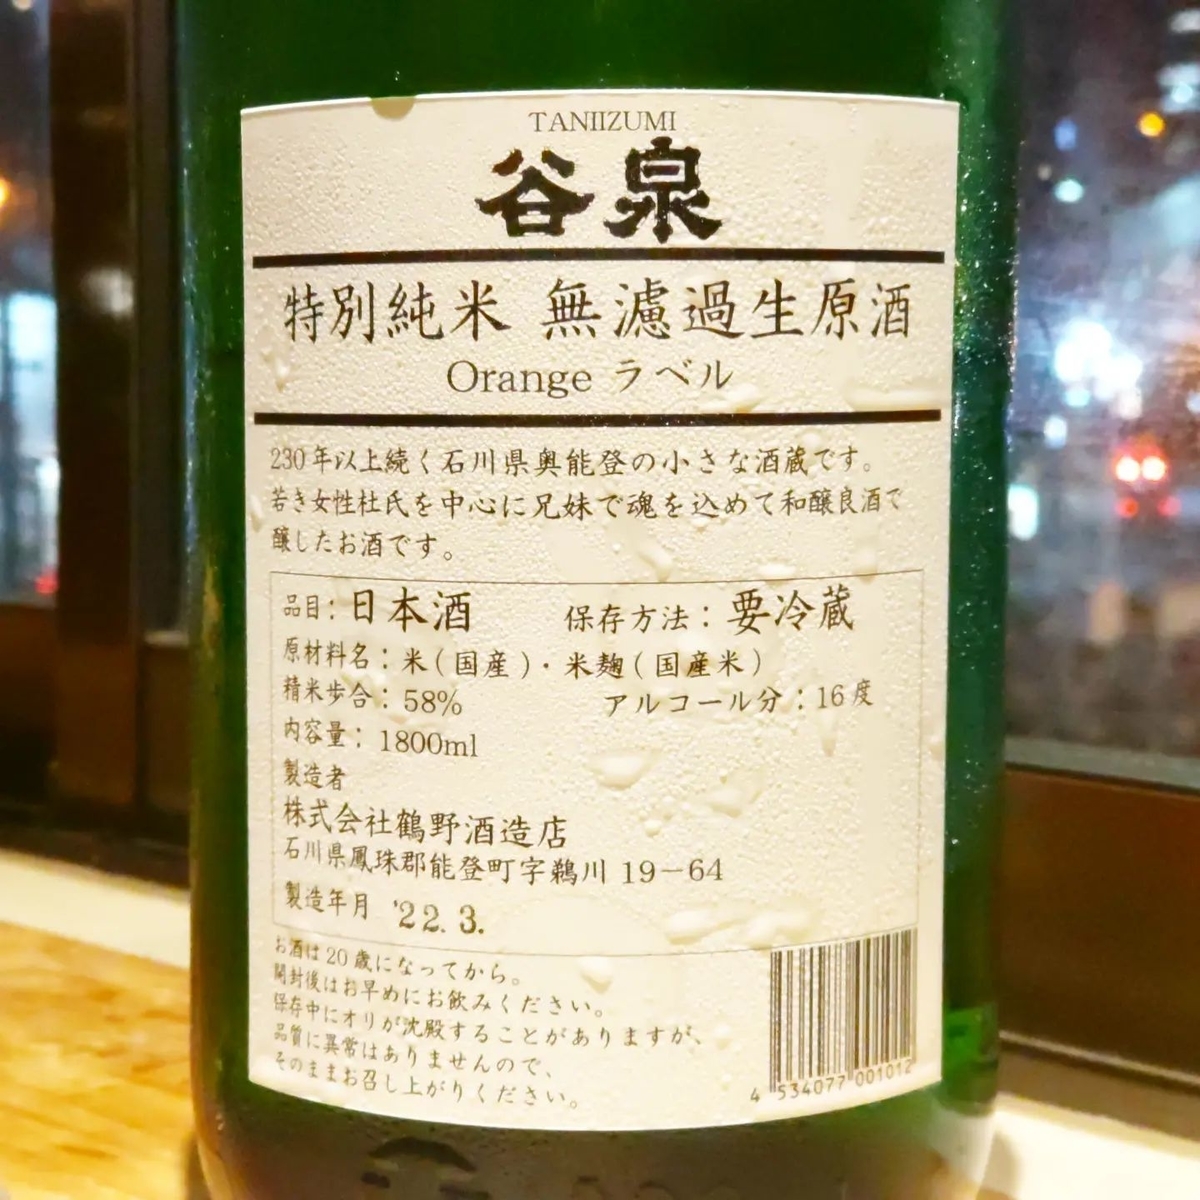 TANIIZUMI
谷泉
特別純米 無濾過生原酒
Orange ラベル
230年以上続く石川県奥能登の小さな酒蔵です。
若き女性杜氏を中心に兄妹で魂を込めて和醸良酒で
醸したお酒です。
品目：日本酒 保存方法：要冷蔵
原材料名：米(国産)・米麹(国産米)
精米歩合：58% アルコール分：16度
内容量：1800ml
製造者
株式会社鶴野酒造店
石川県鳳珠郡能登町字鵜川 19－64
製造年月 '22.3.
お酒は20歳になってから。
開封後はお早めにお飲みください。
保存中にオリが沈殿することがありますが、
品質に異常はありませんので、
そのままお召し上がりください。
4 534077 001012